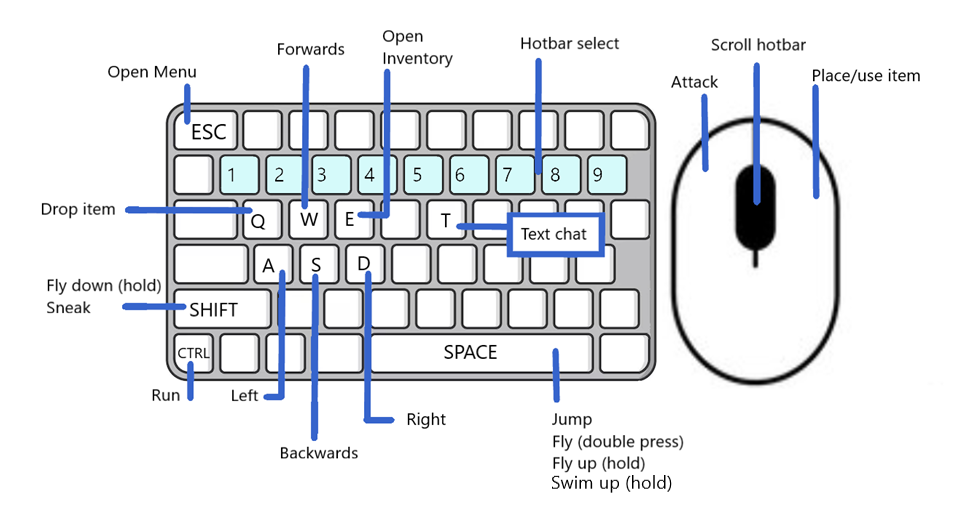 Forwards
Open
Inventory
Hotbar select
Scroll hotbar
Open Menu
Attack
Place/use item
ESC
1 2 3 4 5 6 7 8 9
Drop item
Q W E T
Text chat
A S D
Fly down (hold)
Sneak
SHIFT
CTRL
SPACE
Run
Left
Right
Backwards
Jump
Fly (double press)
Fly up (hold)
Swim up (hold)